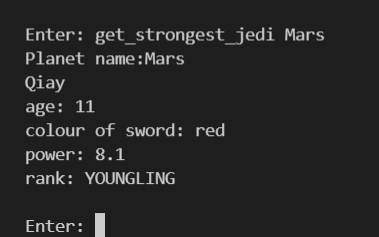 Enter: get_strongest_jedi Mars
Planet name:Mars
Qiay
age: 11
colour of sword: red
power: 8.1
rank: YOUNGLING
Enter: